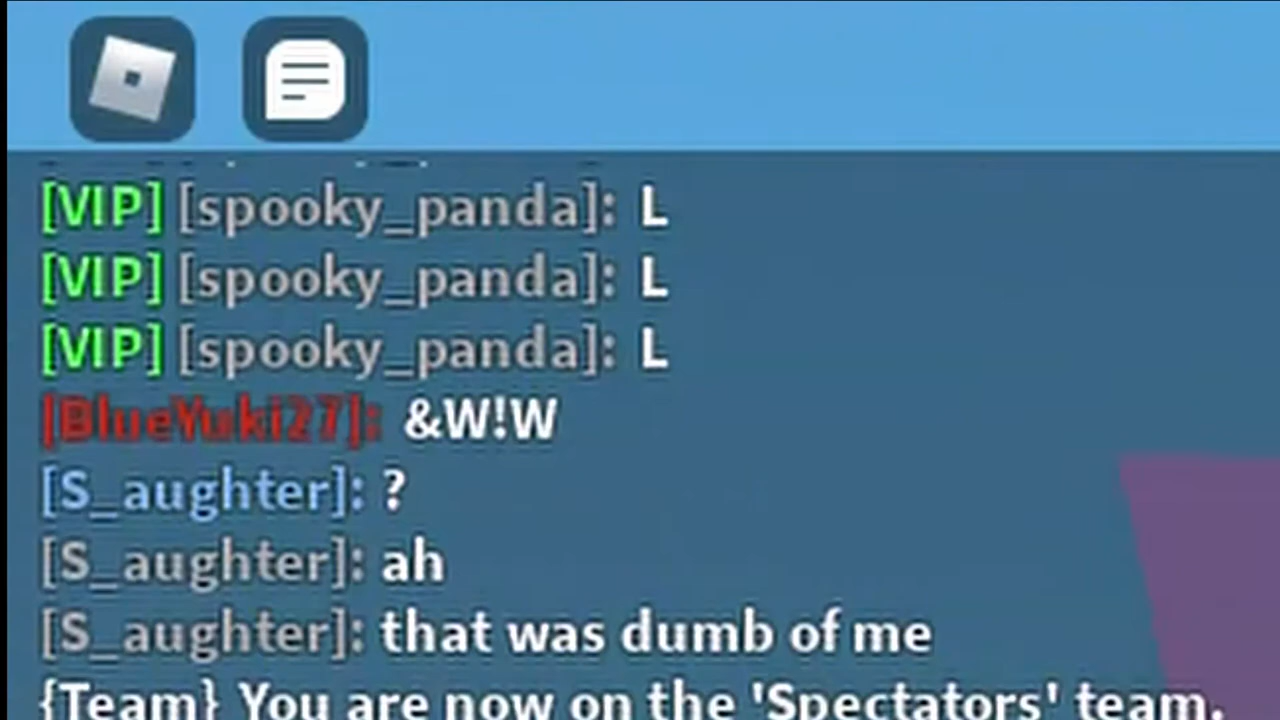 [VIP] [spooky_panda]: L
[VIP] [spooky_panda]: L
[VIP] [spooky_panda]: L
[BlueYuki27]: &W!W
[S_aughter]: ?
[S_aughter]: ah
[S_aughter]: that was dumb of me
{Team} You are now on the 'Spectators' team.